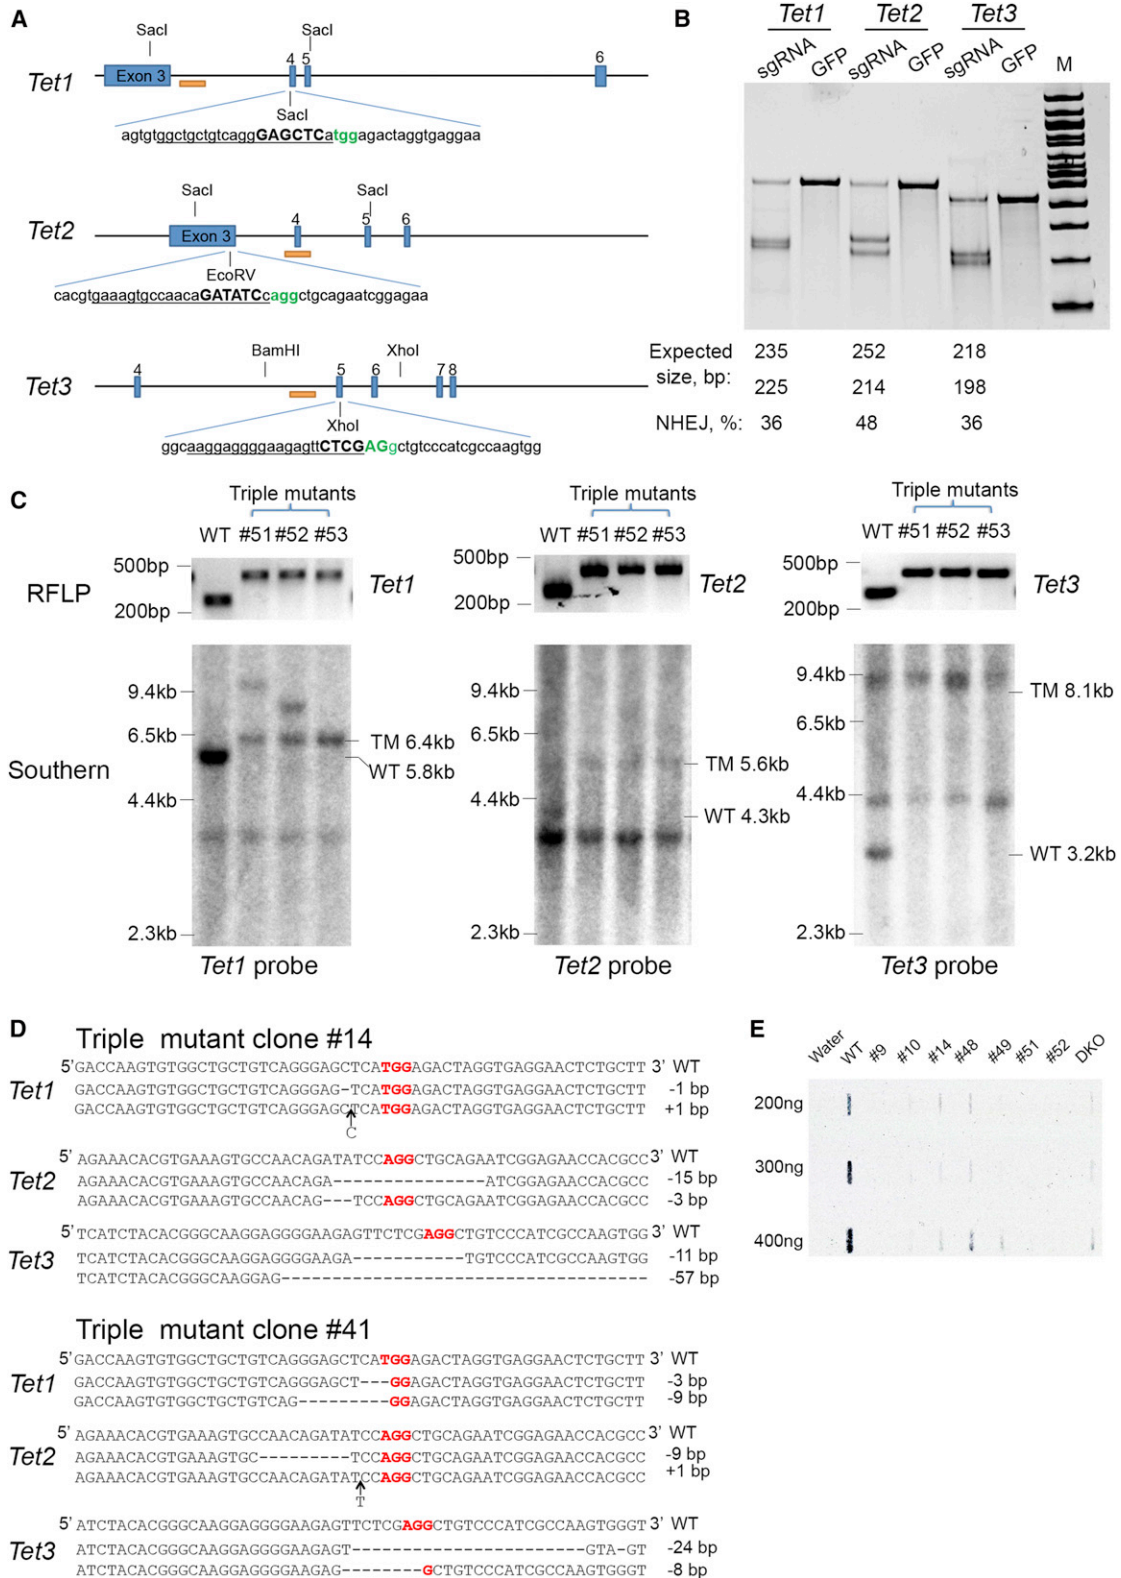 A
SacI SacI
Tet1 Exon 3 4 5 6
SacI
agtgtggctgctgtcaggGAGCTCatggagactaggtgaggaa
SacI SacI
Tet2 Exon 3 4 5 6
EcoRV
cacgtgaaagtgccaacaGATATCcaggctgcagaatcggagaa
BamHI XhoI
Tet3 4 5 6 7 8
XhoI
ggcaaggaggggaagagttCTCGAGgctgtcccatcgccaagtgg
B
Tet1 Tet2 Tet3
sgRNA GFP sgRNA GFP sgRNA GFP M
Expected size, bp:
235 252 218
225 214 198
NHEJ, %: 36 48 36
C
Triple mutants
WT #51 #52 #53
500bp
RFLP
200bp
Tet1
Triple mutants
WT #51 #52 #53
500bp
200bp
Tet2
Triple mutants
WT #51 #52 #53
500bp
200bp
Tet3
Southern
9.4kb
6.5kb
4.4kb
2.3kb
TM 6.4kb
WT 5.8kb
Tet1 probe
9.4kb
6.5kb
4.4kb
2.3kb
TM 5.6kb
WT 4.3kb
Tet2 probe
9.4kb
6.5kb
4.4kb
2.3kb
TM 8.1kb
WT 3.2kb
Tet3 probe
D
Triple mutant clone #14
Tet1
5' GACCAAGTGTGGCTGCTGTCAGGGAGCTCATGGAGACTAGGTGAGGAACTCTGCTT 3' WT
GACCAAGTGTGGCTGCTGTCAGGGAG-TCATGGAGACTAGGTGAGGAACTCTGCTT -1 bp
GACCAAGTGTGGCTGCTGTCAGGGAGCTCATGGAGACTAGGTGAGGAACTCTGCTT +1 bp
C
Tet2
5' AGAAACACGTGAAAGTGCCAACAGATATCCAGGCTGCAGAATCGGAGAACCACGCC 3' WT
AGAAACACGTGAAAGTGCCAACAGA---------------ATCGGAGAACCACGCC -15 bp
AGAAACACGTGAAAGTGCCAACAG---TCCAGGCTGCAGAATCGGAGAACCACGCC -3 bp
Tet3
5' TCATCTACACGGGCAAGGAGGGGAAGAGTTCTCGAGGCTGTCCCATCGCCAAGTGG 3' WT
TCATCTACACGGGCAAGGAGGGGAAGA-----------TGTCCCATCGCCAAGTGG -11 bp
TCATCTACACGGGCAAGGAG------------------------------------ -57 bp
Triple mutant clone #41
Tet1
5' GACCAAGTGTGGCTGCTGTCAGGGAGCTCATGGAGACTAGGTGAGGAACTCTGCTT 3' WT
GACCAAGTGTGGCTGCTGTCAGGGAGCT---GGAGACTAGGTGAGGAACTCTGCTT -3 bp
GACCAAGTGTGGCTGCTGTCAG---------GGAGACTAGGTGAGGAACTCTGCTT -9 bp
Tet2
5' AGAAACACGTGAAAGTGCCAACAGATATCCAGGCTGCAGAATCGGAGAACCACGCC 3' WT
AGAAACACGTGAAAGTGC---------TCCAGGCTGCAGAATCGGAGAACCACGCC -9 bp
AGAAACACGTGAAAGTGCCAACAGATATCCAGGCTGCAGAATCGGAGAACCACGCC +1 bp
T
Tet3
5' ATCTACACGGGCAAGGAGGGGAAGAGTTCTCGAGGCTGTCCCATCGCCAAGTGGGT 3' WT
ATCTACACGGGCAAGGAGGGGAAGAGT------------------------GTA-GT -24 bp
ATCTACACGGGCAAGGAGGGGAAGAG--------GCTGTCCCATCGCCAAGTGGGT -8 bp
E
Water WT #9 #10 #14 #48 #49 #51 #52 DKO
200ng
300ng
400ng